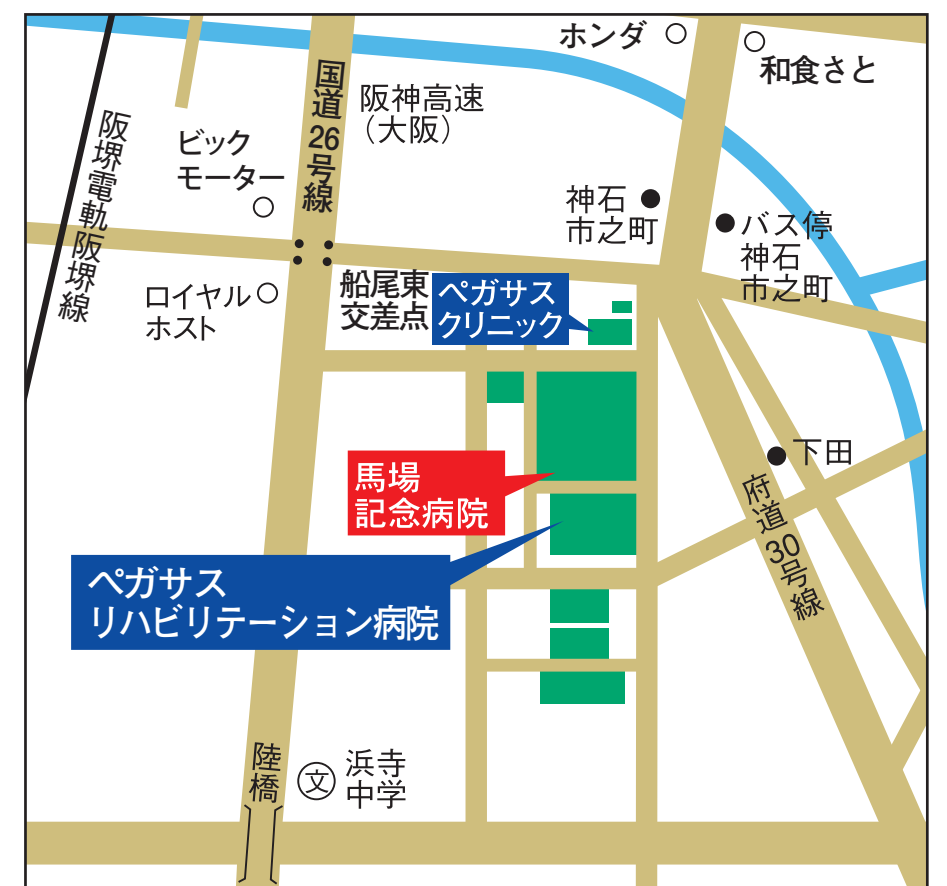 ホンダ
和食さと
国道26号線
阪神高速
（大阪）
阪堺電軌阪堺線
ビック
モーター
神石
市之町
バス停
神石
市之町
ロイヤル
ホスト
船尾東
交差点
ペガサス
クリニック
下田
馬場
記念病院
府道30号線
ペガサス
リハビリテーション病院
陸橋
文
浜寺
中学